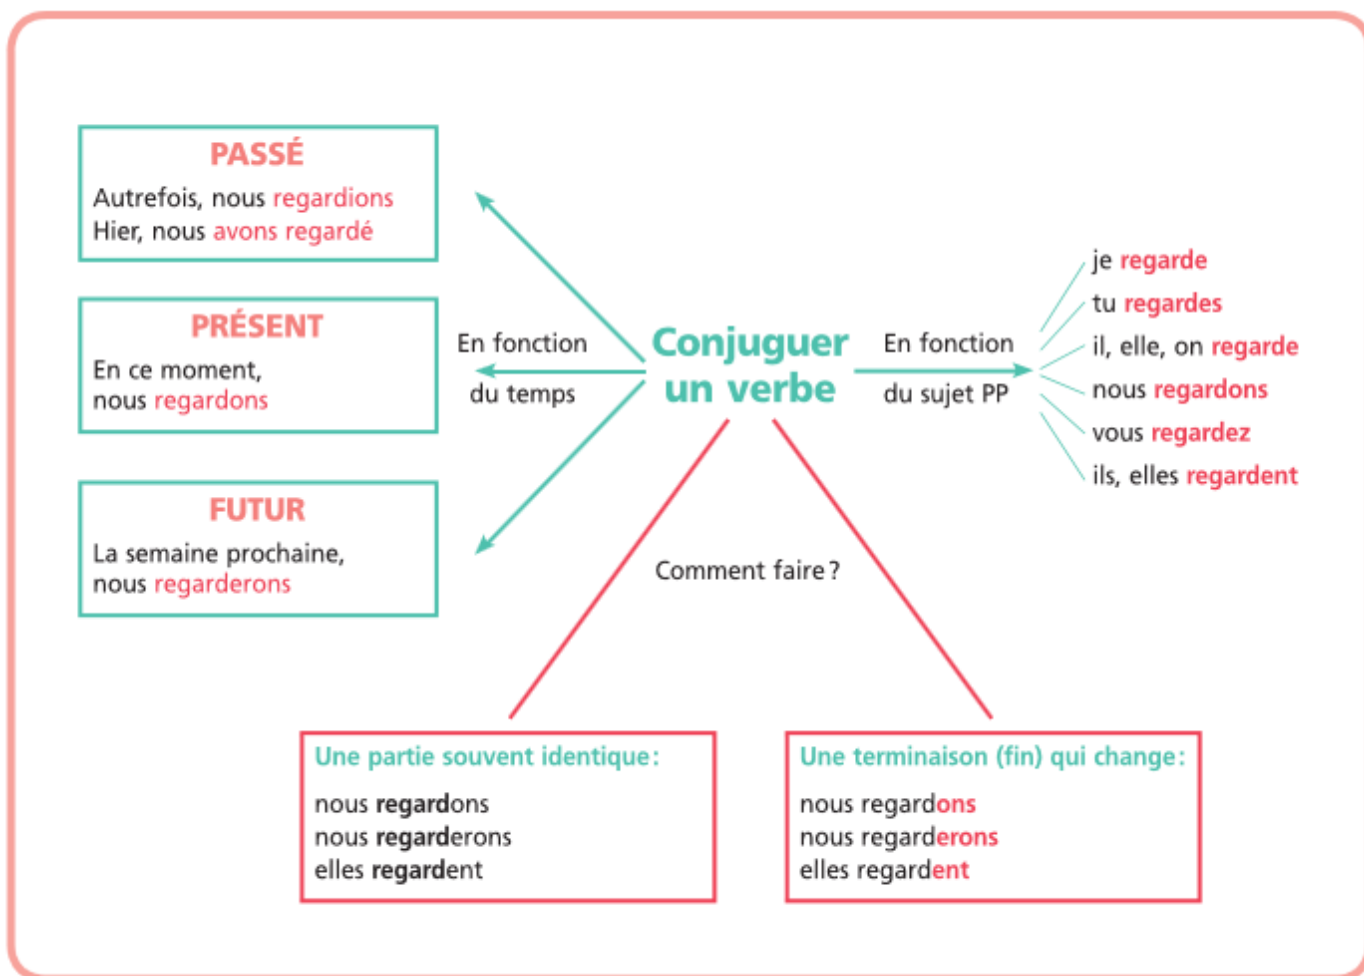 PASSÉ
Autrefois, nous regardions
Hier, nous avons regardé
PRÉSENT
En ce moment,
nous regardons
FUTUR
La semaine prochaine,
nous regarderons
En fonction
du temps
Conjuguer
un verbe
En fonction
du sujet PP
je regarde
tu regardes
il, elle, on regarde
nous regardons
vous regardez
ils, elles regardent
Comment faire ?
Une partie souvent identique :
nous regardons
nous regarderons
elles regardent
Une terminaison (fin) qui change :
nous regardons
nous regarderons
elles regardent